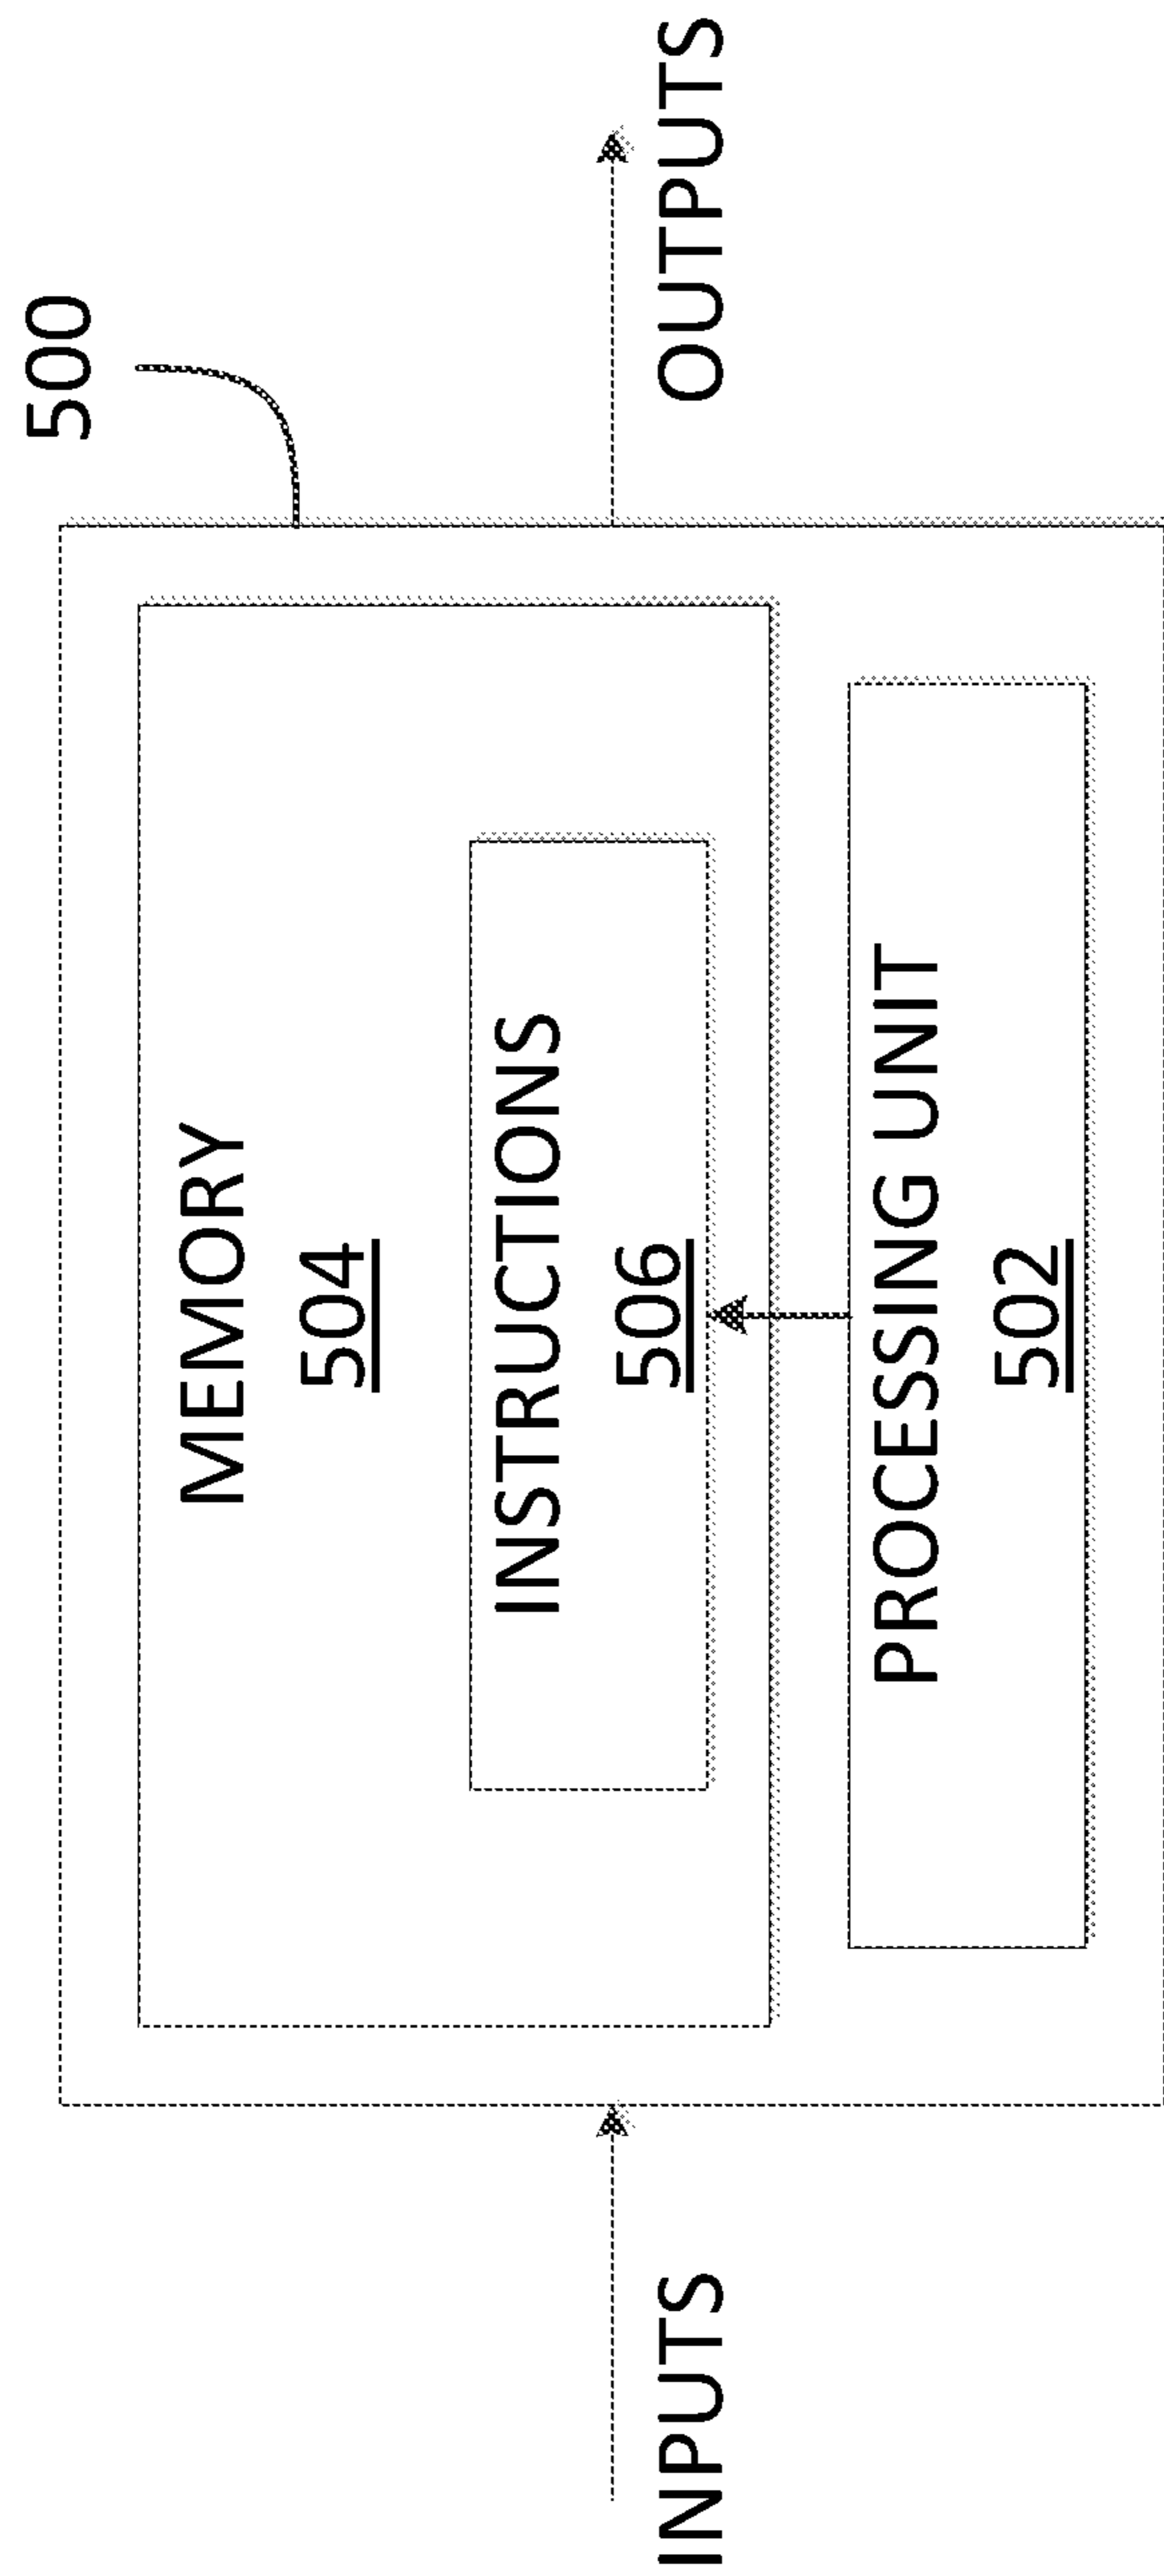 500
MEMORY
504
INSTRUCTIONS
506
INPUTS
OUTPUTS
PROCESSING UNIT
502